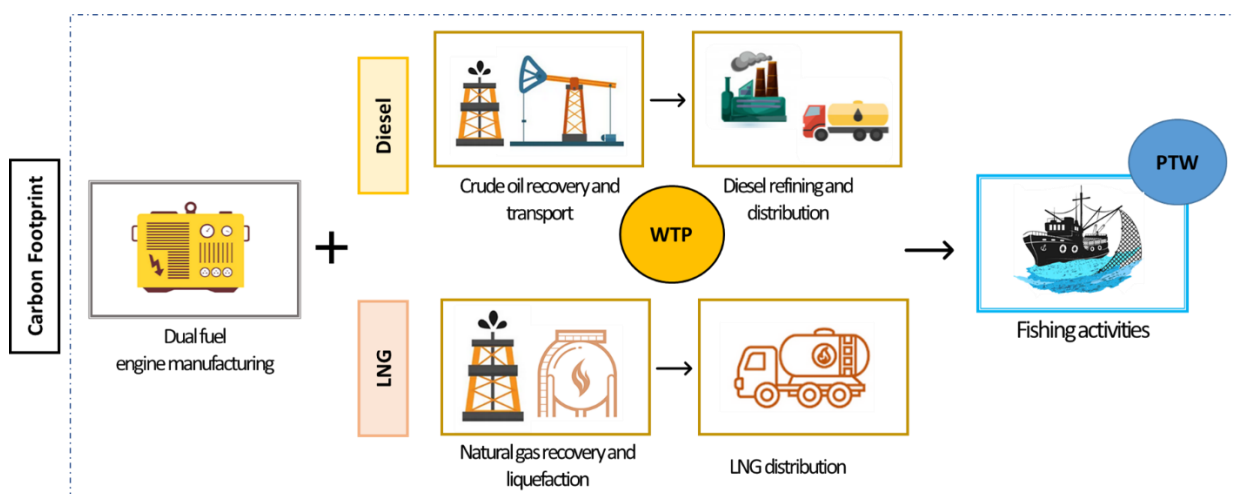 Carbon Footprint
Dual fuel
engine manufacturing
+
Diesel
Crude oil recovery and
transport
Diesel refining and
distribution
WTP
LNG
Natural gas recovery and
liquefaction
LNG distribution
PTW
Fishing activities